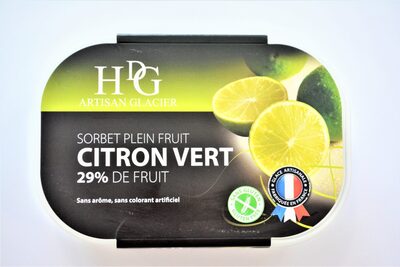 HDG
ARTISAN GLACIER
SORBET PLEIN FRUIT
CITRON VERT
29% DE FRUIT
Sans arôme, sans colorant artificiel
GLACE ARTISANALE
FABRIQUÉE EN FRANCE